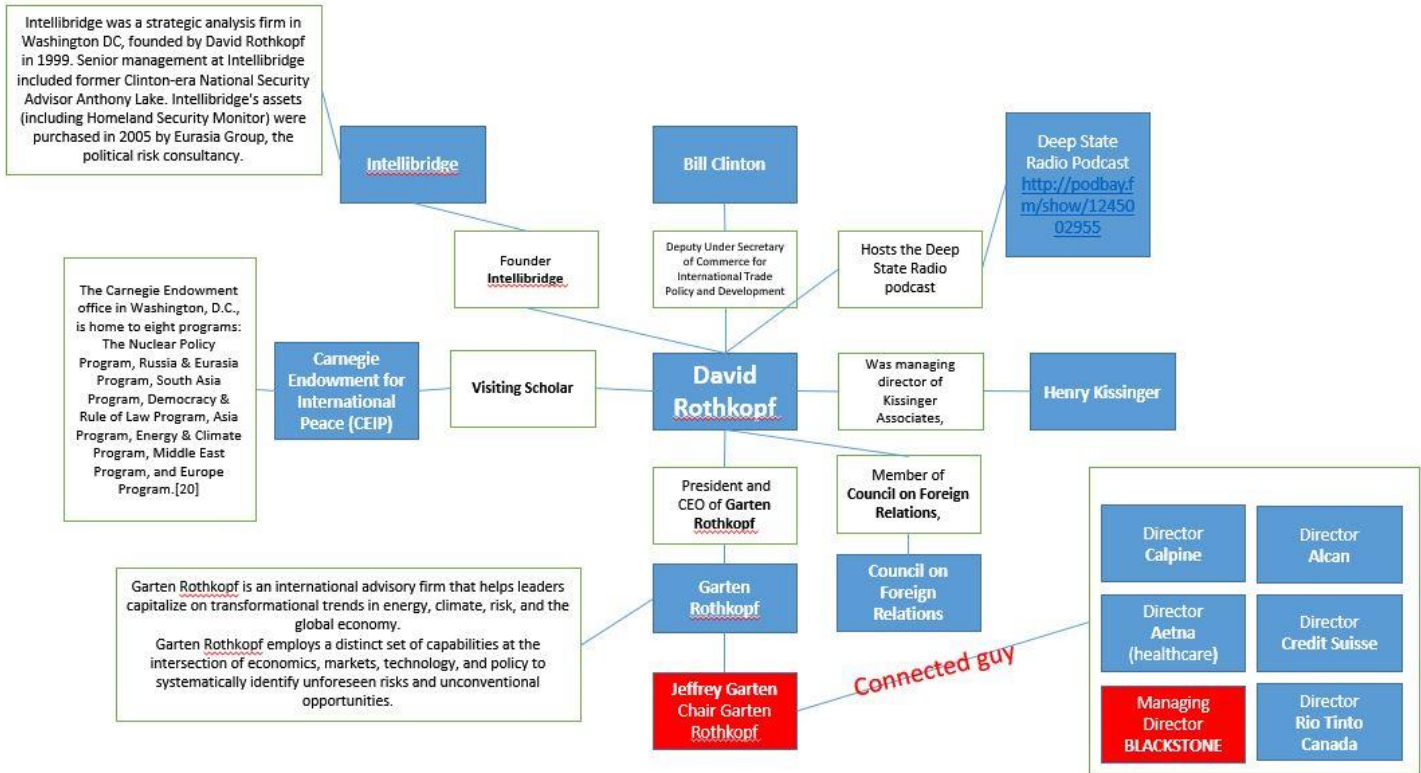 Intellibridge was a strategic analysis firm in
Washington DC, founded by David Rothkopf
in 1999. Senior management at Intellibridge
included former Clinton-era National Security
Advisor Anthony Lake. Intellibridge's assets
(including Homeland Security Monitor) were
purchased in 2005 by Eurasia Group, the
political risk consultancy.
Intellibridge
Bill Clinton
Deep State
Radio Podcast
http://podbay.f
m/show/12450
02955
Founder
Intellibridge
Deputy Under Secretary
of Commerce for
International Trade
Policy and Development
Hosts the Deep
State Radio
podcast
The Carnegie Endowment
office in Washington, D.C.,
is home to eight programs:
The Nuclear Policy
Program, Russia & Eurasia
Program, South Asia
Program, Democracy &
Rule of Law Program, Asia
Program, Energy & Climate
Program, Middle East
Program, and Europe
Program.[20]
Carnegie
Endowment for
International
Peace (CEIP)
Visiting Scholar
David
Rothkopf
Was managing
director of
Kissinger
Associates,
Henry Kissinger
President and
CEO of Garten
Rothkopf
Member of
Council on Foreign
Relations,
Garten Rothkopf is an international advisory firm that helps leaders
capitalize on transformational trends in energy, climate, risk, and the
global economy.
Garten Rothkopf employs a distinct set of capabilities at the
intersection of economics, markets, technology, and policy to
systematically identify unforeseen risks and unconventional
opportunities.
Garten
Rothkopf
Council on
Foreign
Relations
Jeffrey Garten
Chair Garten
Rothkopf
Connected guy
Director
Calpine
Director
Alcan
Director
Aetna
(healthcare)
Director
Credit Suisse
Managing
Director
BLACKSTONE
Director
Rio Tinto
Canada